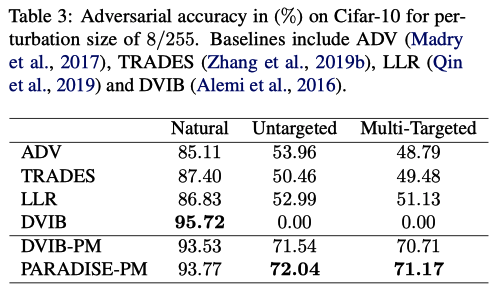 Table 3: Adversarial accuracy in (%) on Cifar-10 for per-
turbation size of 8/255. Baselines include ADV (Madry
et al., 2017), TRADES (Zhang et al., 2019b), LLR (Qin
et al., 2019) and DVIB (Alemi et al., 2016).
Natural Untargeted Multi-Targeted
ADV 85.11 53.96 48.79
TRADES 87.40 50.46 49.48
LLR 86.83 52.99 51.13
DVIB 95.72 0.00 0.00
DVIB-PM 93.53 71.54 70.71
PARADISE-PM 93.77 72.04 71.17